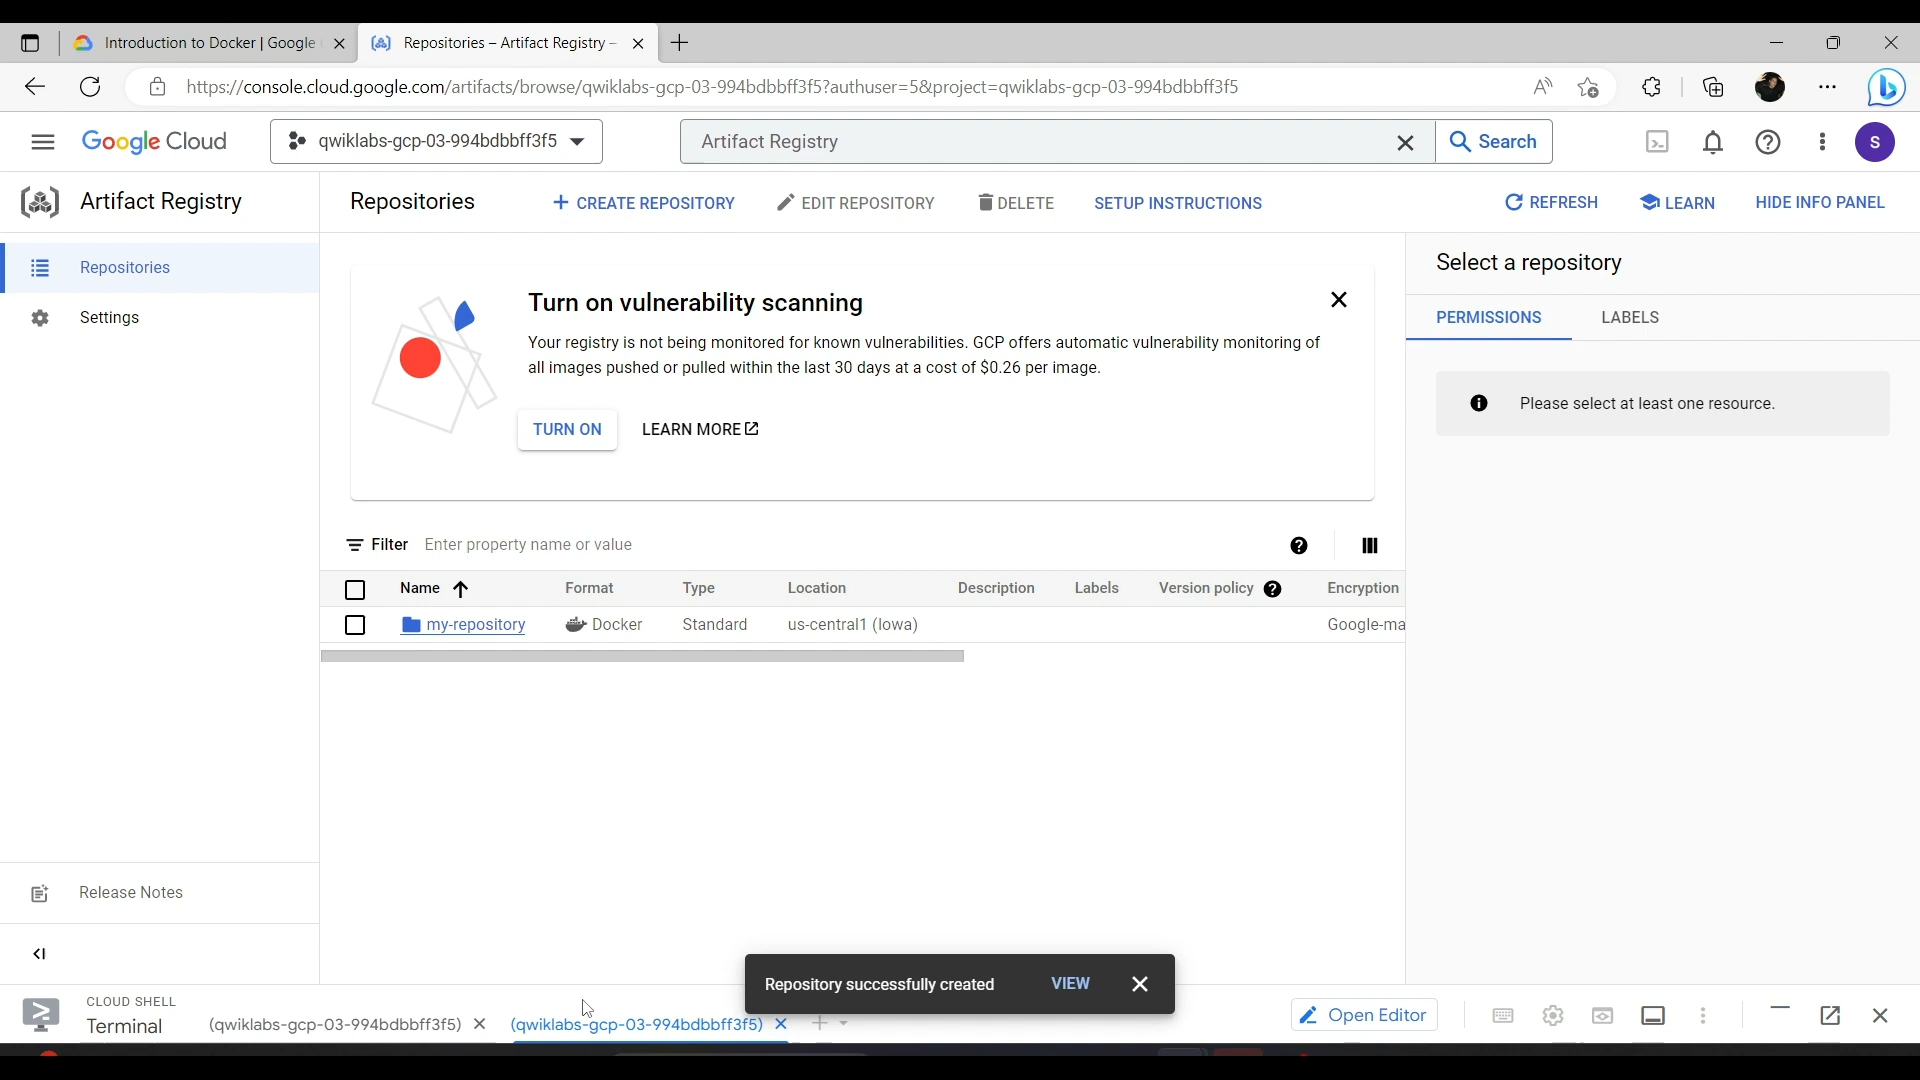 Introduction to Docker | Google
Repositories – Artifact Registry –
https://console.cloud.google.com/artifacts/browse/qwiklabs-gcp-03-994bdbbff3f5?authuser=5&project=qwiklabs-gcp-03-994bdbbff3f5
Google Cloud
qwiklabs-gcp-03-994bdbbff3f5
Artifact Registry
Search
S
Artifact Registry
Repositories
CREATE REPOSITORY
EDIT REPOSITORY
DELETE
SETUP INSTRUCTIONS
REFRESH
LEARN
HIDE INFO PANEL
Repositories
Settings
Turn on vulnerability scanning
Your registry is not being monitored for known vulnerabilities. GCP offers automatic vulnerability monitoring of
all images pushed or pulled within the last 30 days at a cost of $0.26 per image.
TURN ON
LEARN MORE
Select a repository
PERMISSIONS
LABELS
Please select at least one resource.
Filter Enter property name or value
Name Format Type Location Description Labels Version policy Encryption
my-repository Docker Standard us-central1 (Iowa) Google-ma
Release Notes
Repository successfully created VIEW
CLOUD SHELL
Terminal
(qwiklabs-gcp-03-994bdbbff3f5)
(qwiklabs-gcp-03-994bdbbff3f5)
Open Editor